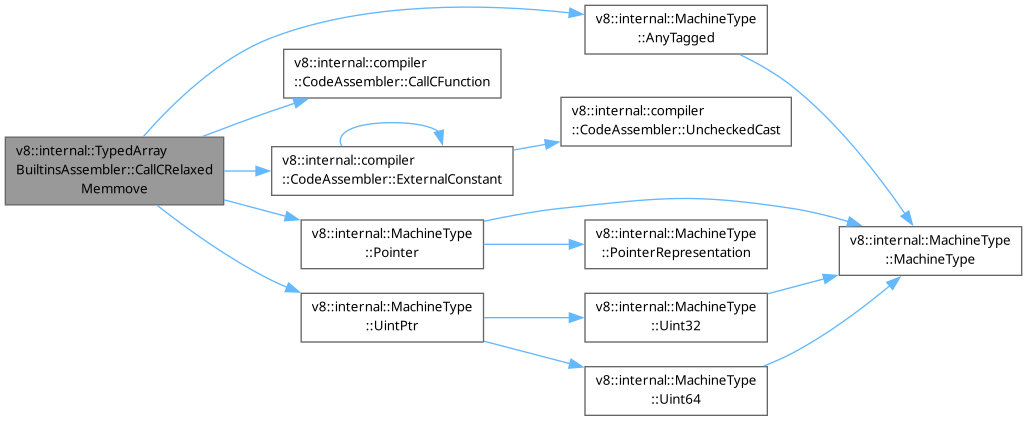 v8::internal::MachineType
::AnyTagged
v8::internal::compiler
::CodeAssembler::CallCFunction
v8::internal::compiler
::CodeAssembler::UncheckedCast
v8::internal::TypedArray
BuiltinsAssembler::CallCRelaxed
Memmove
v8::internal::compiler
::CodeAssembler::ExternalConstant
v8::internal::MachineType
::Pointer
v8::internal::MachineType
::PointerRepresentation
v8::internal::MachineType
::MachineType
v8::internal::MachineType
::UintPtr
v8::internal::MachineType
::Uint32
v8::internal::MachineType
::Uint64